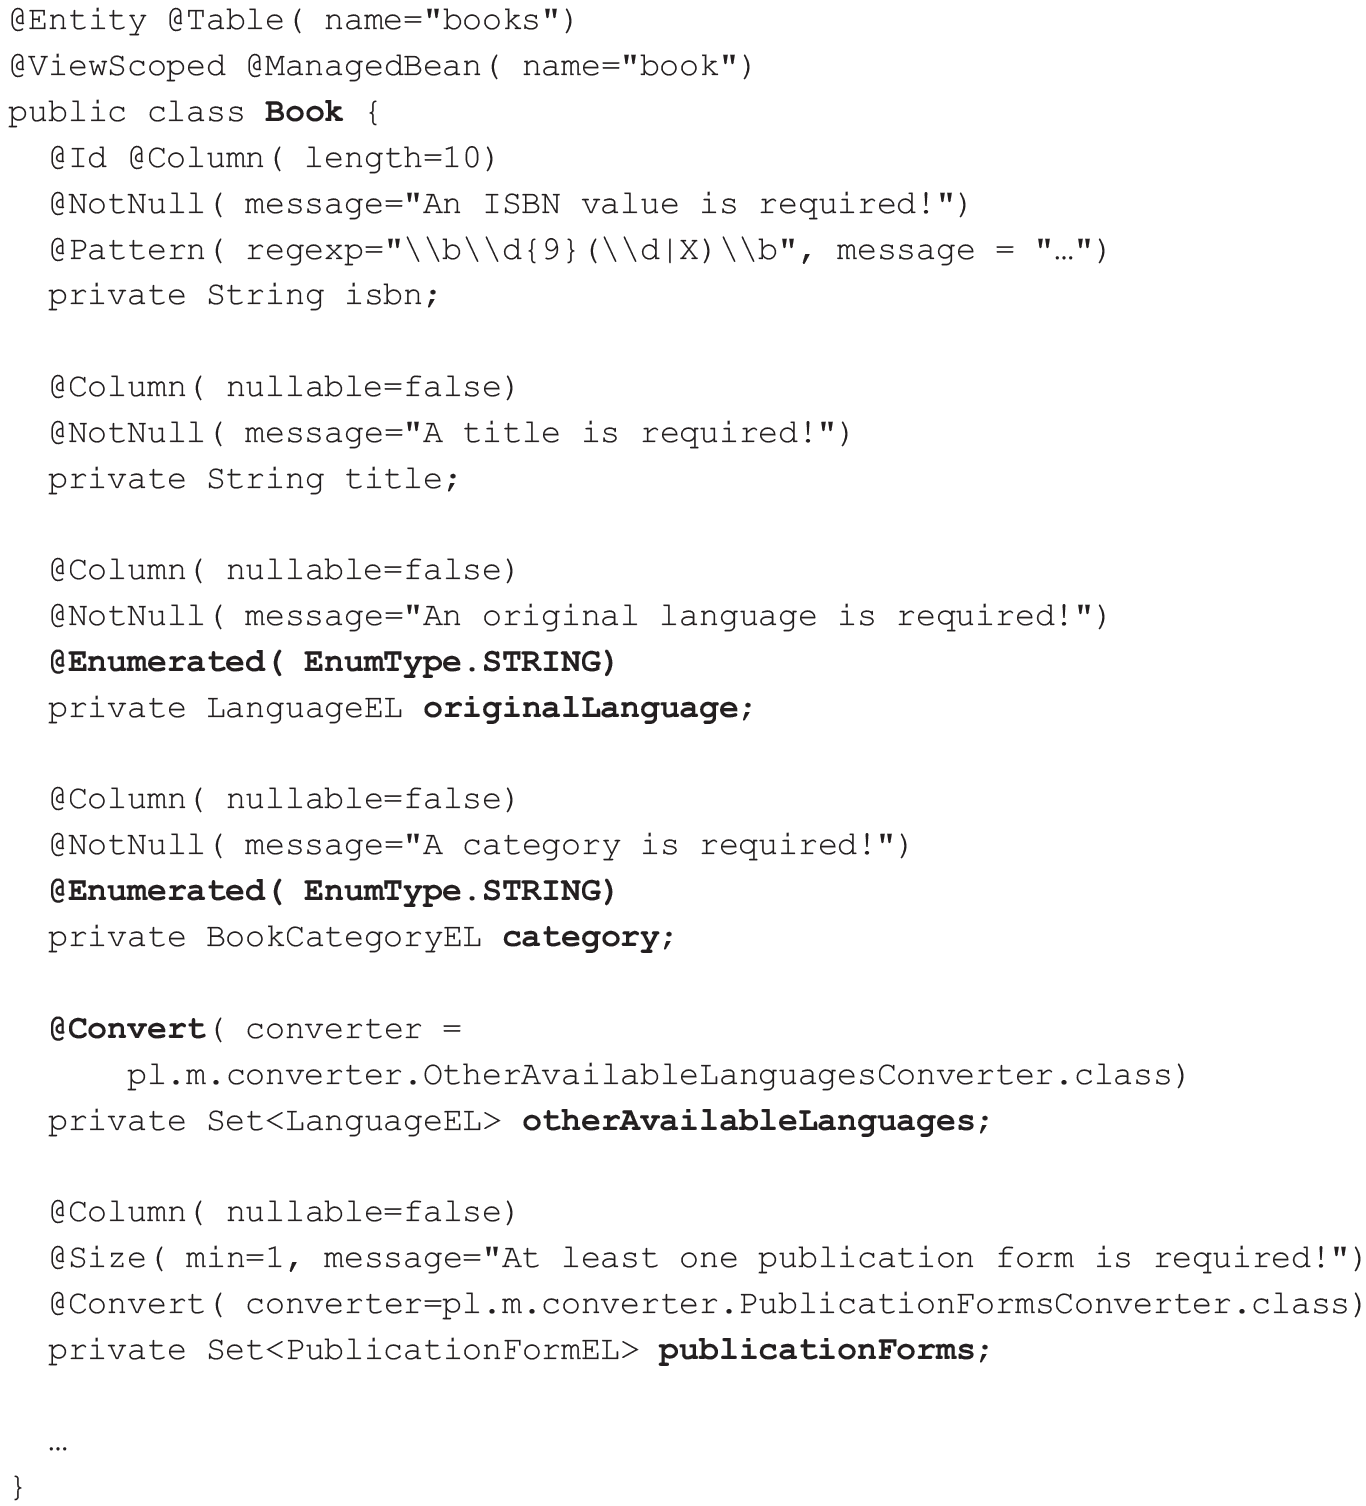 @Entity @Table( name="books")
@ViewScoped @ManagedBean( name="book")
public class Book {
  @Id @Column( length=10)
  @NotNull( message="An ISBN value is required!")
  @Pattern( regexp="\\b\\d{9}(\\d|X)\\b", message = "…")
  private String isbn;

  @Column( nullable=false)
  @NotNull( message="A title is required!")
  private String title;

  @Column( nullable=false)
  @NotNull( message="An original language is required!")
  @Enumerated( EnumType.STRING)
  private LanguageEL originalLanguage;

  @Column( nullable=false)
  @NotNull( message="A category is required!")
  @Enumerated( EnumType.STRING)
  private BookCategoryEL category;

  @Convert( converter =
      pl.m.converter.OtherAvailableLanguagesConverter.class)
  private Set<LanguageEL> otherAvailableLanguages;

  @Column( nullable=false)
  @Size( min=1, message="At least one publication form is required!")
  @Convert( converter=pl.m.converter.PublicationFormsConverter.class)
  private Set<PublicationFormEL> publicationForms;

  …
}